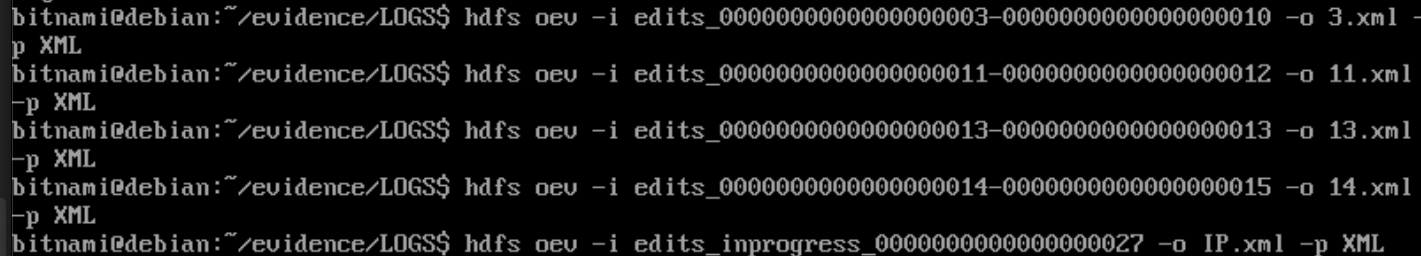 bitnami@debian:~/evidence/LOGS$ hdfs oev -i edits_0000000000000000003-0000000000000000010 -o 3.xml -
p XML
bitnami@debian:~/evidence/LOGS$ hdfs oev -i edits_0000000000000000011-0000000000000000012 -o 11.xml
-p XML
bitnami@debian:~/evidence/LOGS$ hdfs oev -i edits_0000000000000000013-0000000000000000013 -o 13.xml
-p XML
bitnami@debian:~/evidence/LOGS$ hdfs oev -i edits_0000000000000000014-0000000000000000015 -o 14.xml
-p XML
bitnami@debian:~/evidence/LOGS$ hdfs oev -i edits_inprogress_0000000000000000027 -o IP.xml -p XML